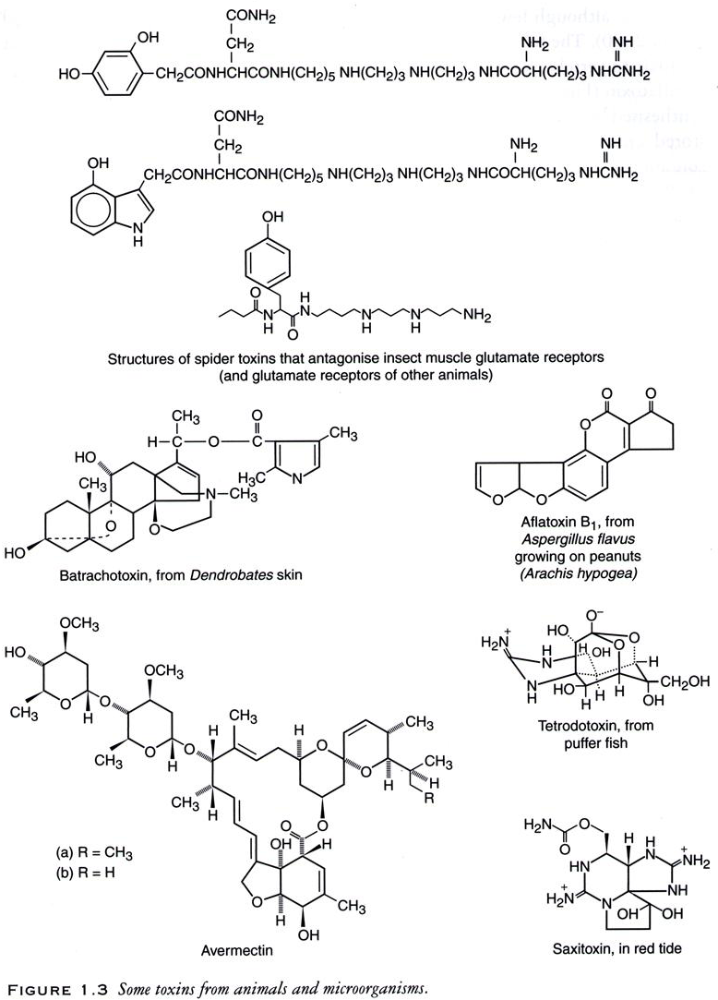 CONH2
OH
CH2
NH2
NH
HO
CH2CONHCHCONH(CH2)5 NH(CH2)3 NH(CH2)3 NHCOCH(CH2)3 NHCNH2
CONH2
CH2
NH2
NH
OH
CH2CONHCHCONH(CH2)5 NH(CH2)3 NH(CH2)3 NHCOCH(CH2)3 NHCNH2
N
H
OH
O
H
N
N
H
O
N
H
N
H
NH2
Structures of spider toxins that antagonise insect muscle glutamate receptors
(and glutamate receptors of other animals)
CH3
O
H
O
C
CH3
HO
CH3
H3C
N
N
CH3
O
O
HO
Batrachotoxin, from Dendrobates skin
O
O
O
O
O
Aflatoxin B1, from
Aspergillus flavus
growing on peanuts
(Arachis hypogea)
OCH3
HO
CH3
O
H
O
OCH3
CH3
O
H
O
H
CH3
CH3
H
H
O
O
CH3
H
CH3
H
R
O
O
OH
H
O
H
CH3
OH
(a) R = CH3
(b) R = H
Avermectin
O−
HO
O
O
+
H2N
H
N
H
OH
H
N
H
HO
H
H
H
CH2OH
OH
Tetrodotoxin, from
puffer fish
H2N
O
O
H
H
N
+
NH2
HN
NH
+
H2N
N
OH
OH
Saxitoxin, in red tide
FIGURE 1.3 Some toxins from animals and microorganisms.